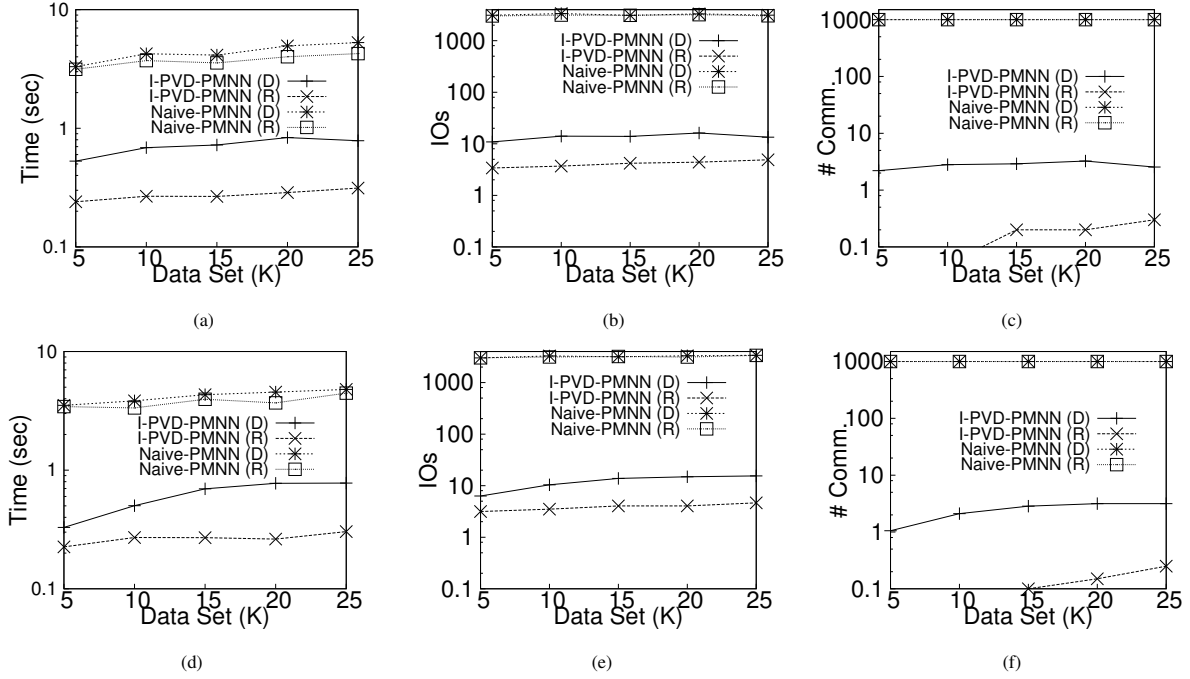 10
1
0.1
5 10 15 20 25
Time (sec)
Data Set (K)
I-PVD-PMNN (D)
I-PVD-PMNN (R)
Naive-PMNN (D)
Naive-PMNN (R)
(a)
1000
100
10
1
0.1
5 10 15 20 25
IOs
Data Set (K)
I-PVD-PMNN (D)
I-PVD-PMNN (R)
Naive-PMNN (D)
Naive-PMNN (R)
(b)
1000
100
10
1
0.1
5 10 15 20 25
# Comm.
Data Set (K)
I-PVD-PMNN (D)
I-PVD-PMNN (R)
Naive-PMNN (D)
Naive-PMNN (R)
(c)
10
1
0.1
5 10 15 20 25
Time (sec)
Data Set (K)
I-PVD-PMNN (D)
I-PVD-PMNN (R)
Naive-PMNN (D)
Naive-PMNN (R)
(d)
1000
100
10
1
0.1
5 10 15 20 25
IOs
Data Set (K)
I-PVD-PMNN (D)
I-PVD-PMNN (R)
Naive-PMNN (D)
Naive-PMNN (R)
(e)
1000
100
10
1
0.1
5 10 15 20 25
# Comm.
Data Set (K)
I-PVD-PMNN (D)
I-PVD-PMNN (R)
Naive-PMNN (D)
Naive-PMNN (R)
(f)